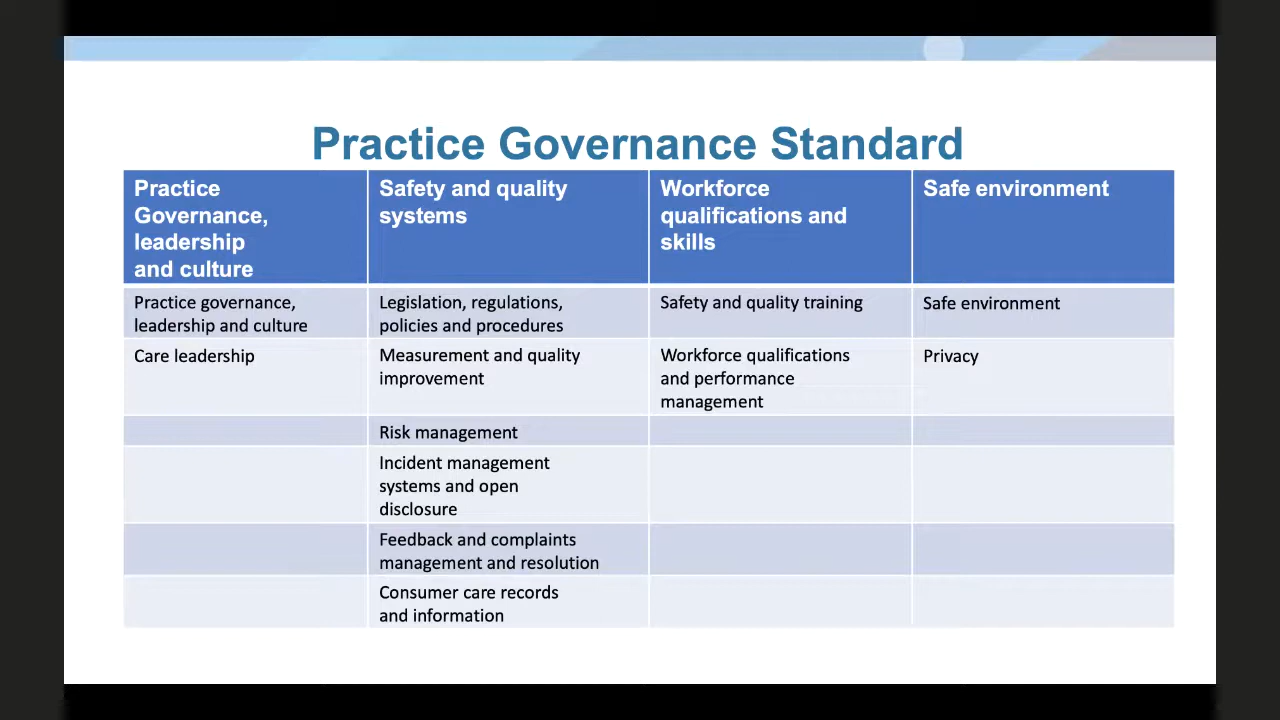 Practice Governance Standard
Practice
Governance,
leadership
and culture
Safety and quality
systems
Workforce
qualifications and
skills
Safe environment
Practice governance,
leadership and culture
Legislation, regulations,
policies and procedures
Safety and quality training
Safe environment
Care leadership
Measurement and quality
improvement
Workforce qualifications
and performance
management
Privacy
Risk management
Incident management
systems and open
disclosure
Feedback and complaints
management and resolution
Consumer care records
and information